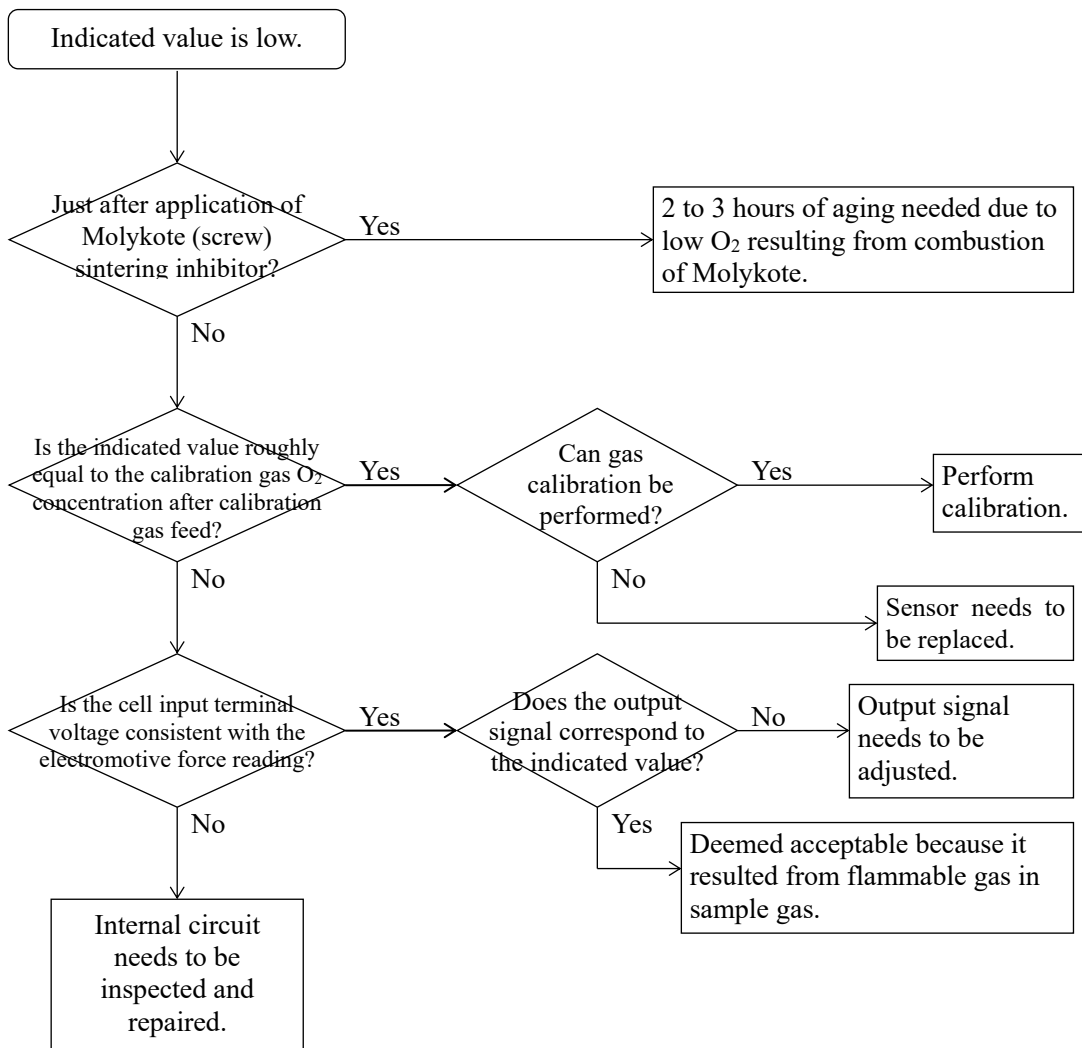 Indicated value is low.
Just after application of
Molykote (screw)
sintering inhibitor?
Yes
2 to 3 hours of aging needed due to
low O₂ resulting from combustion
of Molykote.
No
Is the indicated value roughly
equal to the calibration gas O₂
concentration after calibration
gas feed?
Yes
Can gas
calibration be
performed?
Yes
Perform
calibration.
No
No
Sensor needs to
be replaced.
Is the cell input terminal
voltage consistent with the
electromotive force reading?
Yes
Does the output
signal correspond to
the indicated value?
No
Output signal
needs to be
adjusted.
No
Yes
Deemed acceptable because it
resulted from flammable gas in
sample gas.
Internal circuit
needs to be
inspected and
repaired.